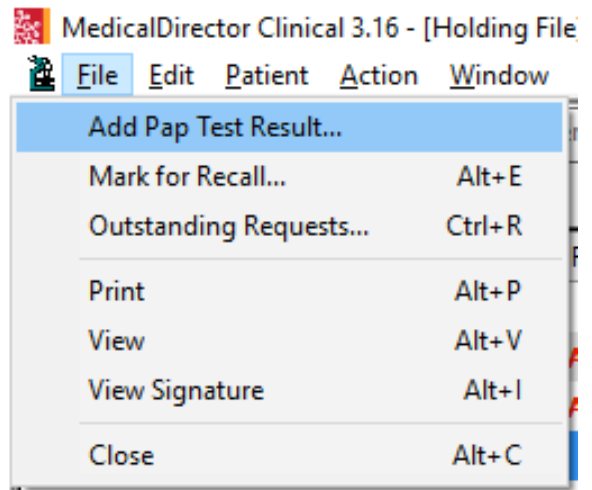 MedicalDirector Clinical 3.16 - [Holding File]
File Edit Patient Action Window
Add Pap Test Result...
Mark for Recall... Alt+E
Outstanding Requests... Ctrl+R
Print Alt+P
View Alt+V
View Signature Alt+I
Close Alt+C